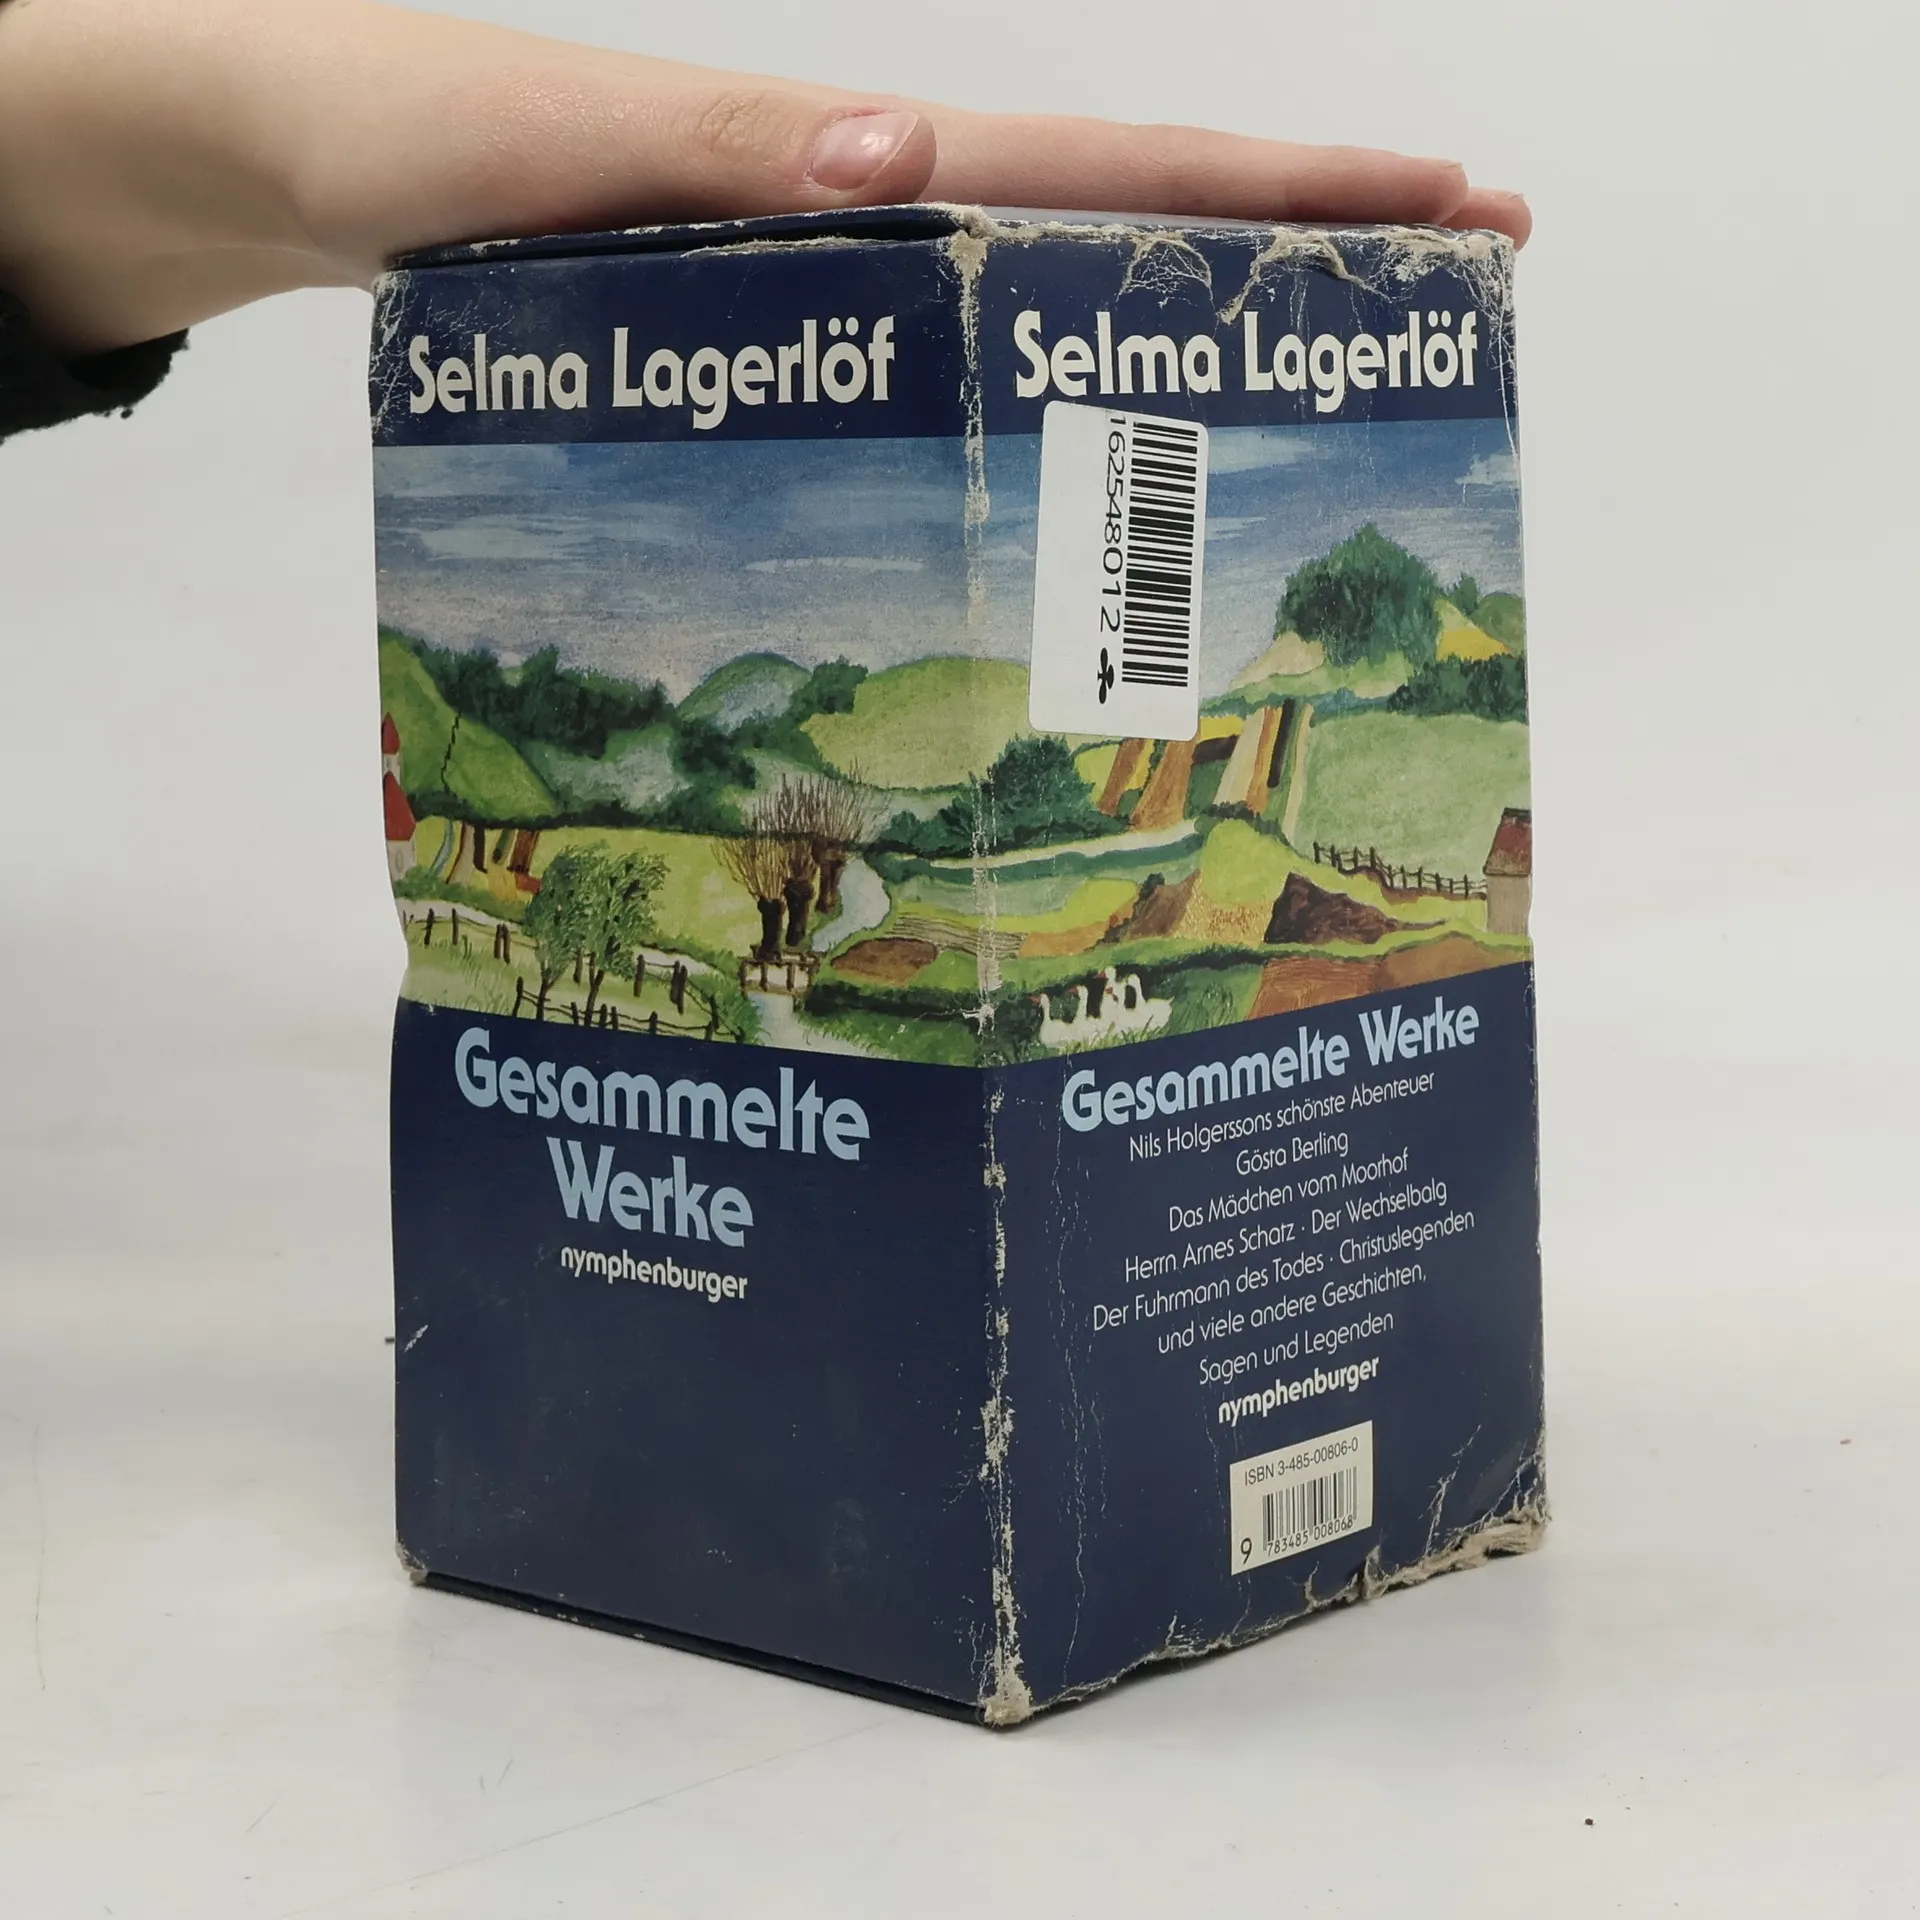 Selma Lagerlöf
Gesammelte
Werke
nymphenburger
Selma Lagerlöf
1625548012
Gesammelte Werke
Nils Holgerssons schönste Abenteuer
Gösta Berling
Das Mädchen vom Moorhof
Herrn Arnes Schatz · Der Wechselbalg
Der Fuhrmann des Todes · Christuslegenden
und viele andere Geschichten,
Sagen und Legenden
nymphenburger
ISBN 3-485-00806-0
9 783485 008068